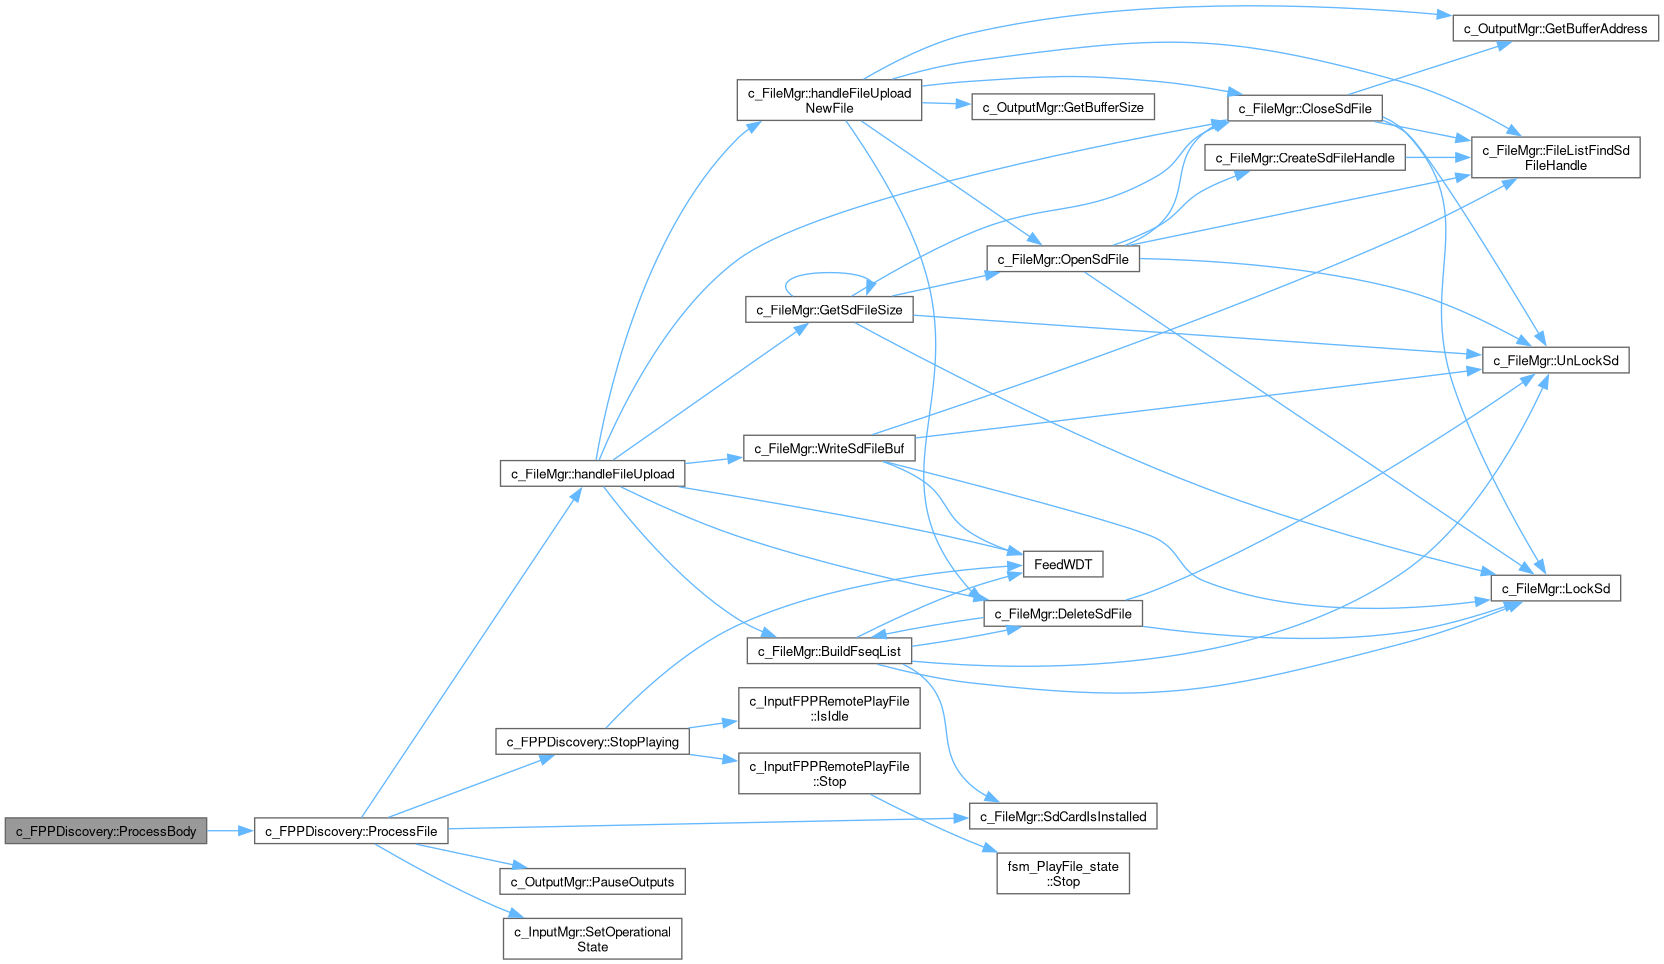 c_OutputMgr::GetBufferAddress
c_FileMgr::handleFileUpload
NewFile
c_OutputMgr::GetBufferSize
c_FileMgr::CloseSdFile
c_FileMgr::CreateSdFileHandle
c_FileMgr::FileListFindSd
FileHandle
c_FileMgr::OpenSdFile
c_FileMgr::GetSdFileSize
c_FileMgr::UnLockSd
c_FileMgr::WriteSdFileBuf
c_FileMgr::handleFileUpload
FeedWDT
c_FileMgr::LockSd
c_FileMgr::DeleteSdFile
c_FileMgr::BuildFseqList
c_InputFPPRemotePlayFile
::IsIdle
c_FPPDiscovery::StopPlaying
c_InputFPPRemotePlayFile
::Stop
c_FileMgr::SdCardIsInstalled
c_FPPDiscovery::ProcessBody
c_FPPDiscovery::ProcessFile
fsm_PlayFile_state
::Stop
c_OutputMgr::PauseOutputs
c_InputMgr::SetOperational
State